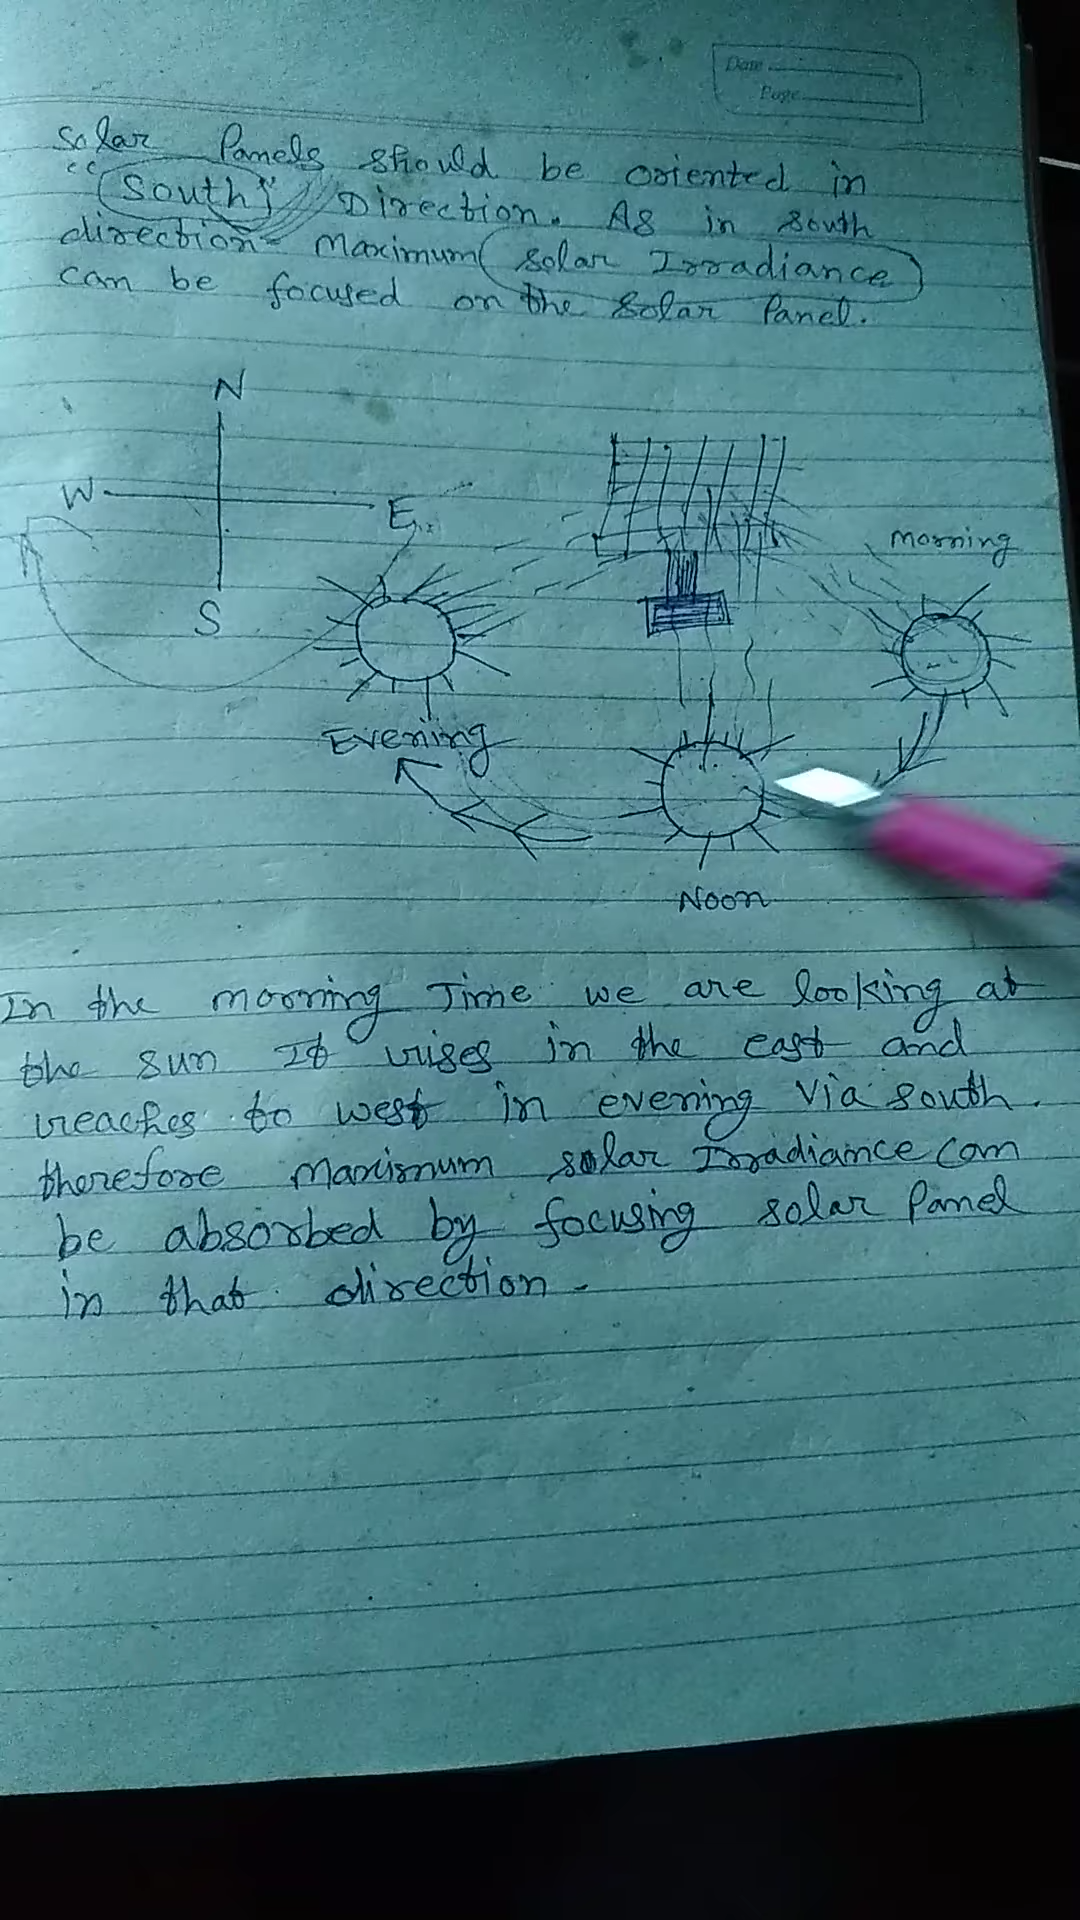 Date
Page
Solar Panels should be oriented in
"South" Direction. As in south
direction maximum (solar Irradiance)
can be focused on the solar Panel.
N
W
E
S
morning
Evening
Noon
In the morning Time we are looking at
the sun It rises in the east and
reaches to west in evening via south.
therefore maximum solar Irradiance can
be absorbed by focusing solar Panel
in that direction.